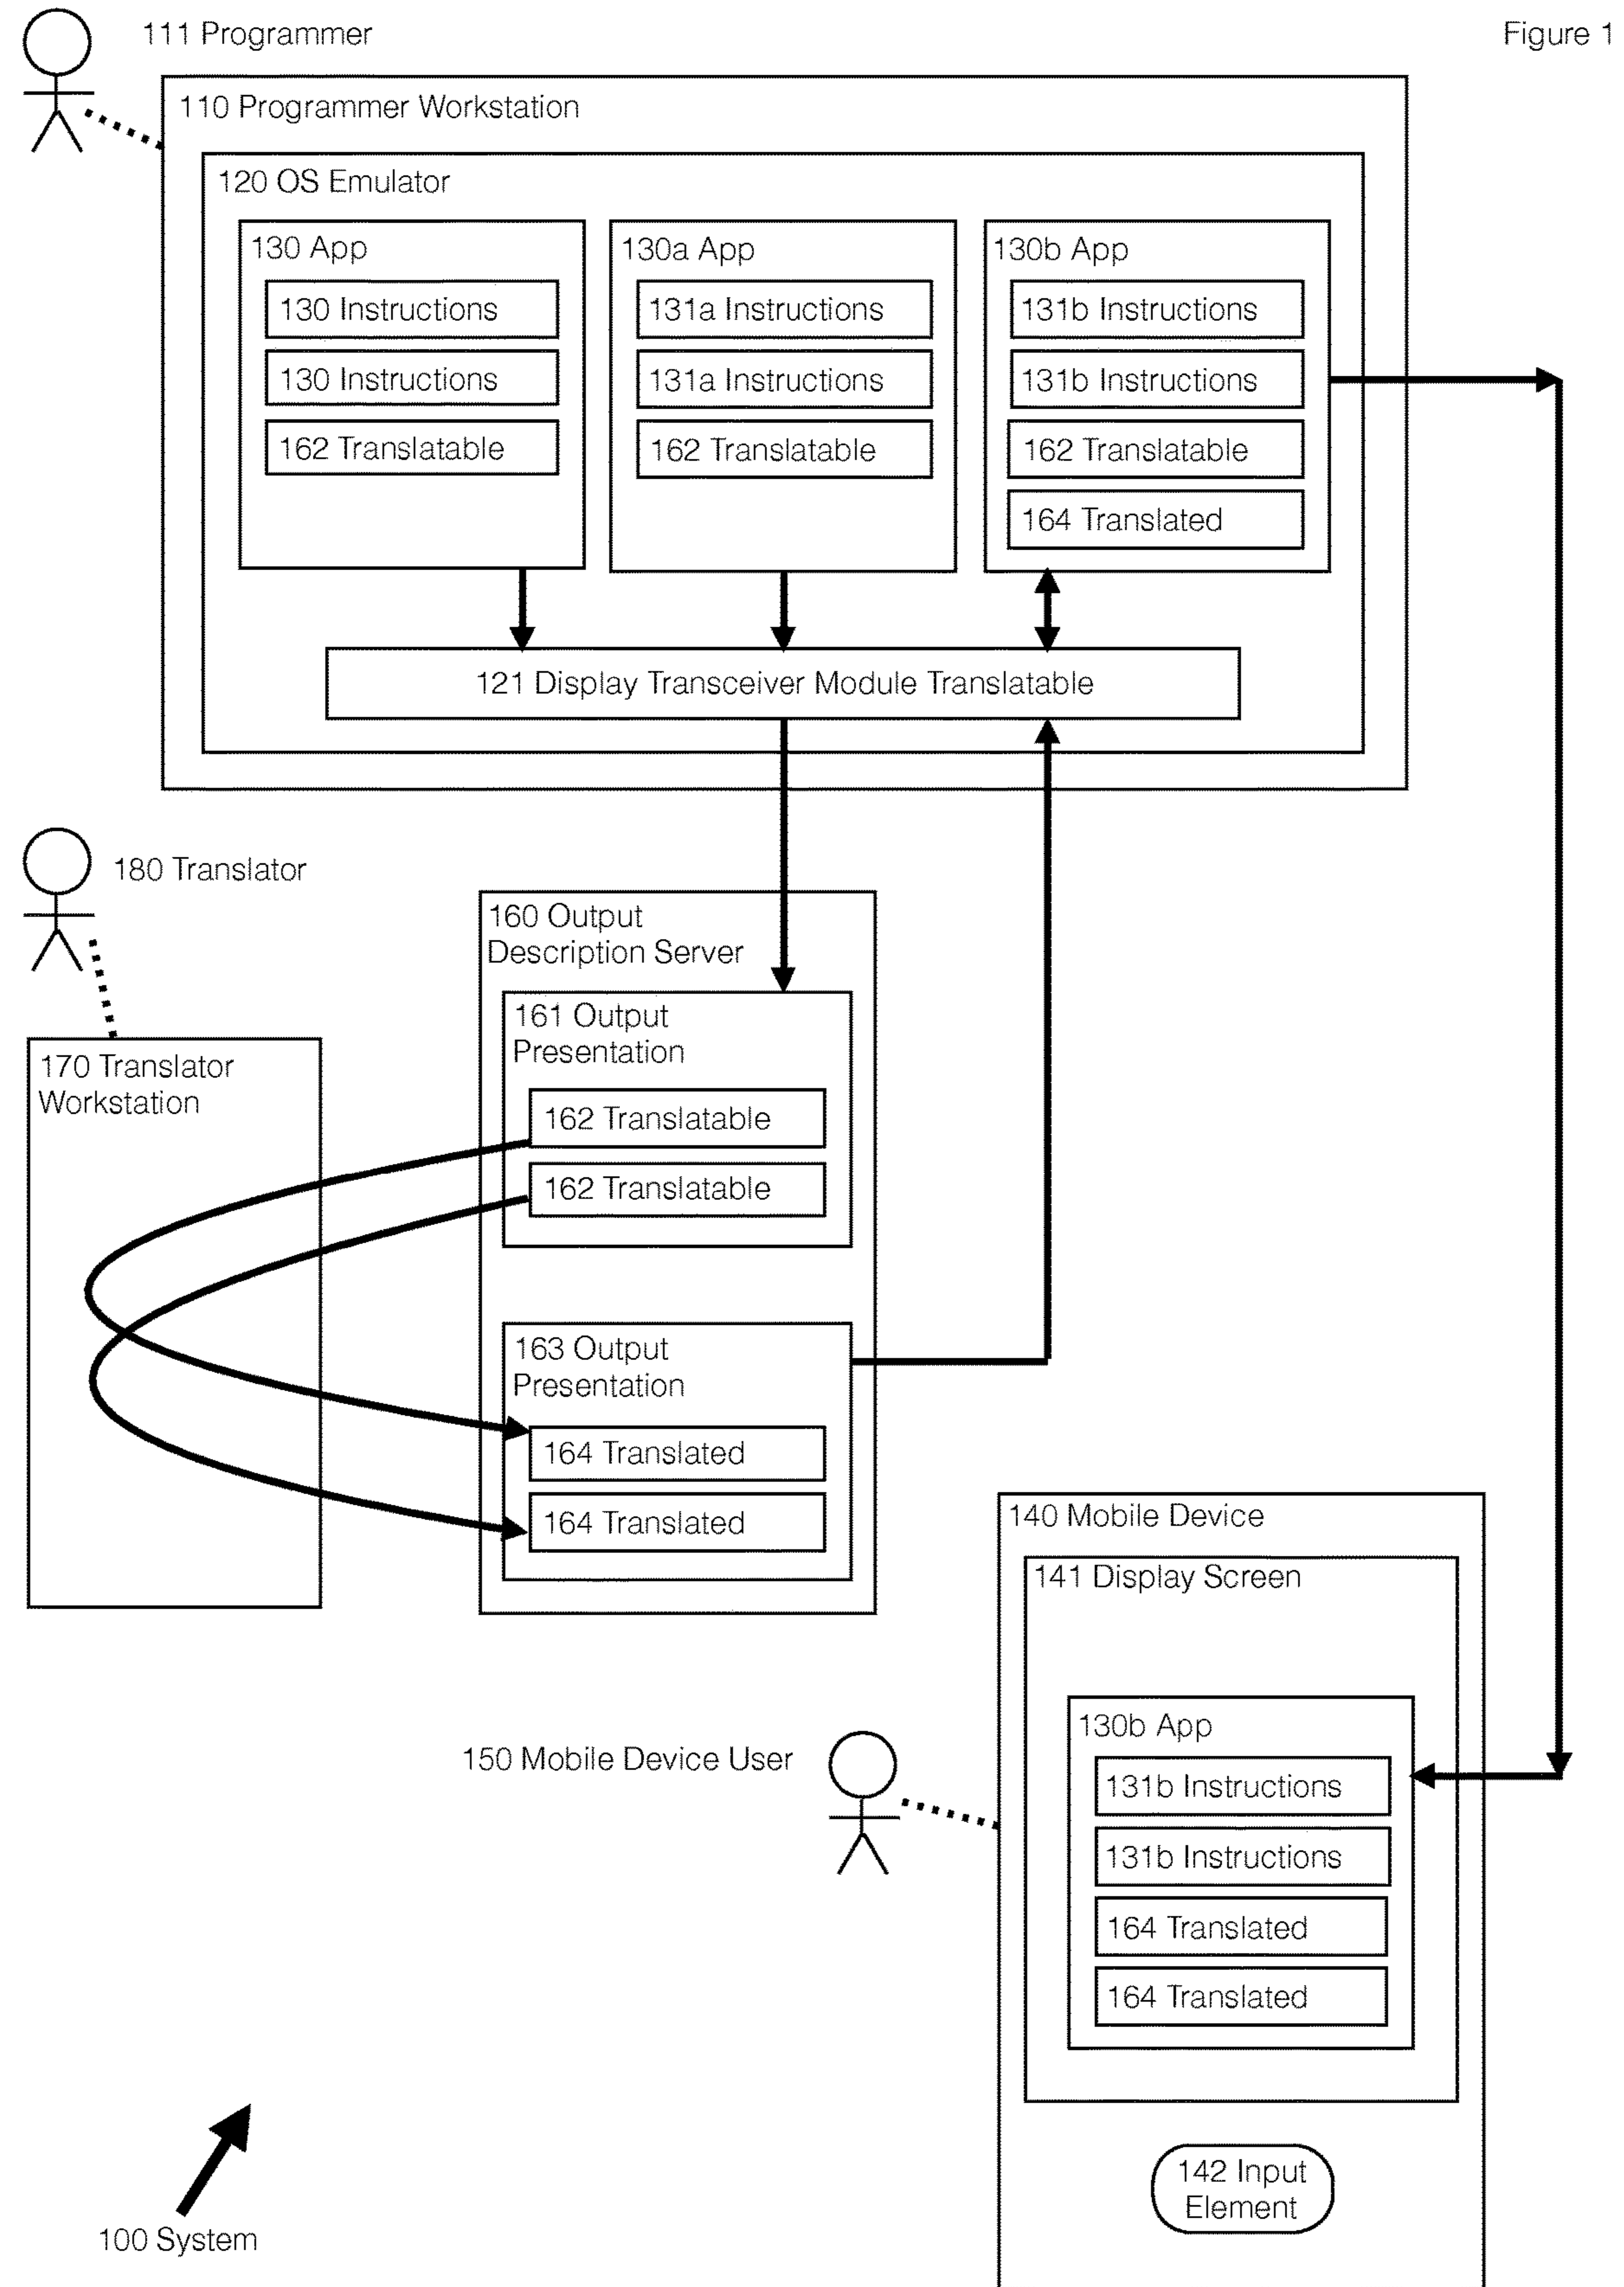 111 Programmer
Figure 1
110 Programmer Workstation
120 OS Emulator
130 App
130 Instructions
130 Instructions
162 Translatable
130a App
131a Instructions
131a Instructions
162 Translatable
130b App
131b Instructions
131b Instructions
162 Translatable
164 Translated
121 Display Transceiver Module Translatable
180 Translator
160 Output
Description Server
161 Output
Presentation
162 Translatable
162 Translatable
170 Translator
Workstation
163 Output
Presentation
164 Translated
164 Translated
140 Mobile Device
141 Display Screen
130b App
131b Instructions
131b Instructions
164 Translated
164 Translated
150 Mobile Device User
142 Input
Element
100 System